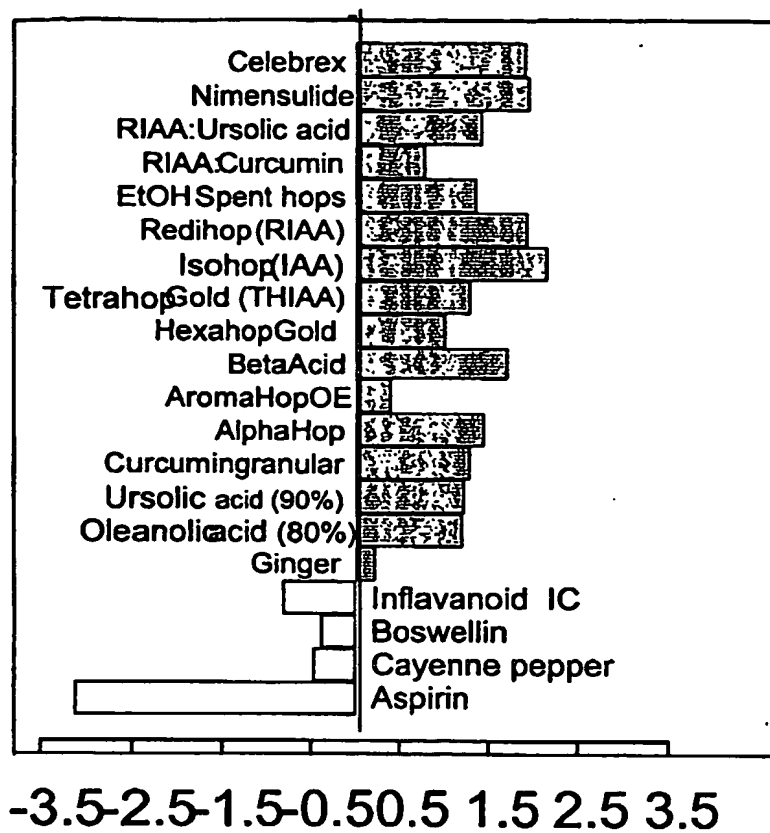 Celebrex
Nimensulide
RIAA:Ursolic acid
RIAA:Curcumin
EtOH Spent hops
Redihop (RIAA)
Isohop(IAA)
TetrahopGold (THIAA)
HexahopGold
BetaAcid
AromaHopOE
AlphaHop
Curcumingranular
Ursolic acid (90%)
Oleanolicacid (80%)
Ginger
Inflavanoid IC
Boswellin
Cayenne pepper
Aspirin
-3.5-2.5-1.5-0.50.5 1.5 2.5 3.5